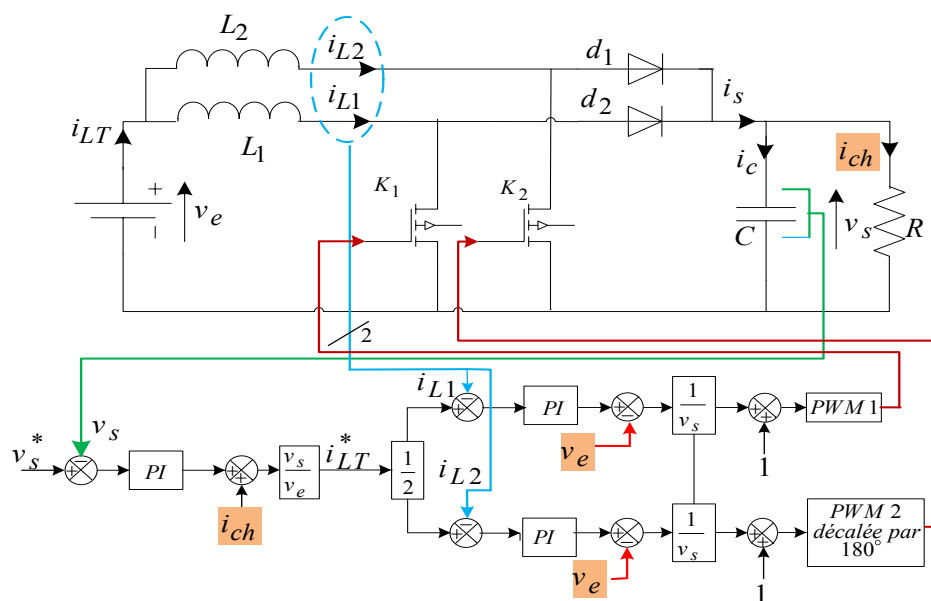 L2
iL2
d1
iL1
d2
is
iLT
L1
ic
ich
K1
K2
+
ve
C
vs
R
2
iL1
PI
1/vs
PWM 1
vs
vs*
ve
1
PI
vs/ve
iLT*
1/2
iL2
ich
PI
1/vs
PWM 2
décalée par
180°
ve
1